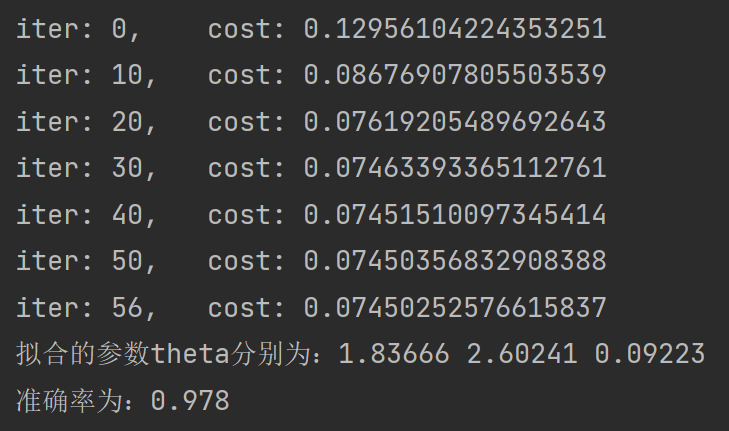 iter: 0,   cost: 0.12956104224353251
iter: 10,   cost: 0.08676907805503539
iter: 20,   cost: 0.07619205489692643
iter: 30,   cost: 0.07463393365112761
iter: 40,   cost: 0.07451510097345414
iter: 50,   cost: 0.07450356832908388
iter: 56,   cost: 0.07450252576615837
拟合的参数theta分别为：1.83666 2.60241 0.09223
准确率为：0.978